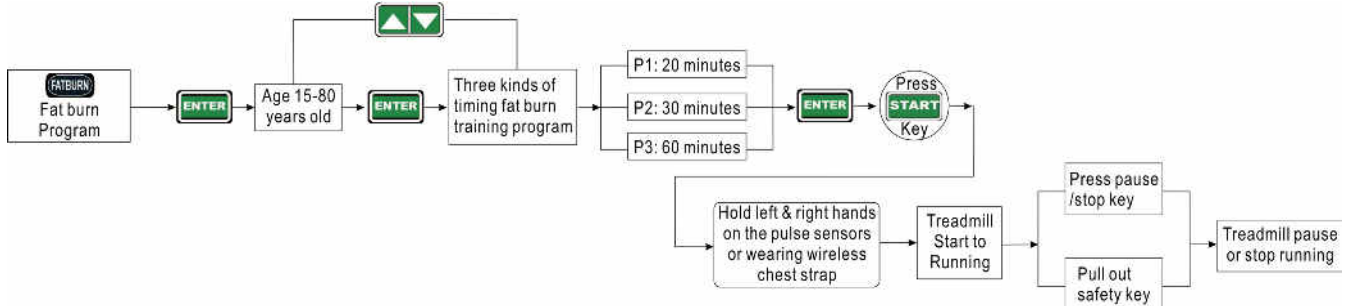 FATBURN
Fat burn
Program
ENTER
Age 15-80
years old
ENTER
Three kinds of
timing fat burn
training program
P1: 20 minutes
P2: 30 minutes
P3: 60 minutes
ENTER
Press
START
Key
Hold left & right hands
on the pulse sensors
or wearing wireless
chest strap
Treadmill
Start to
Running
Press pause
/stop key
Pull out
safety key
Treadmill pause
or stop running